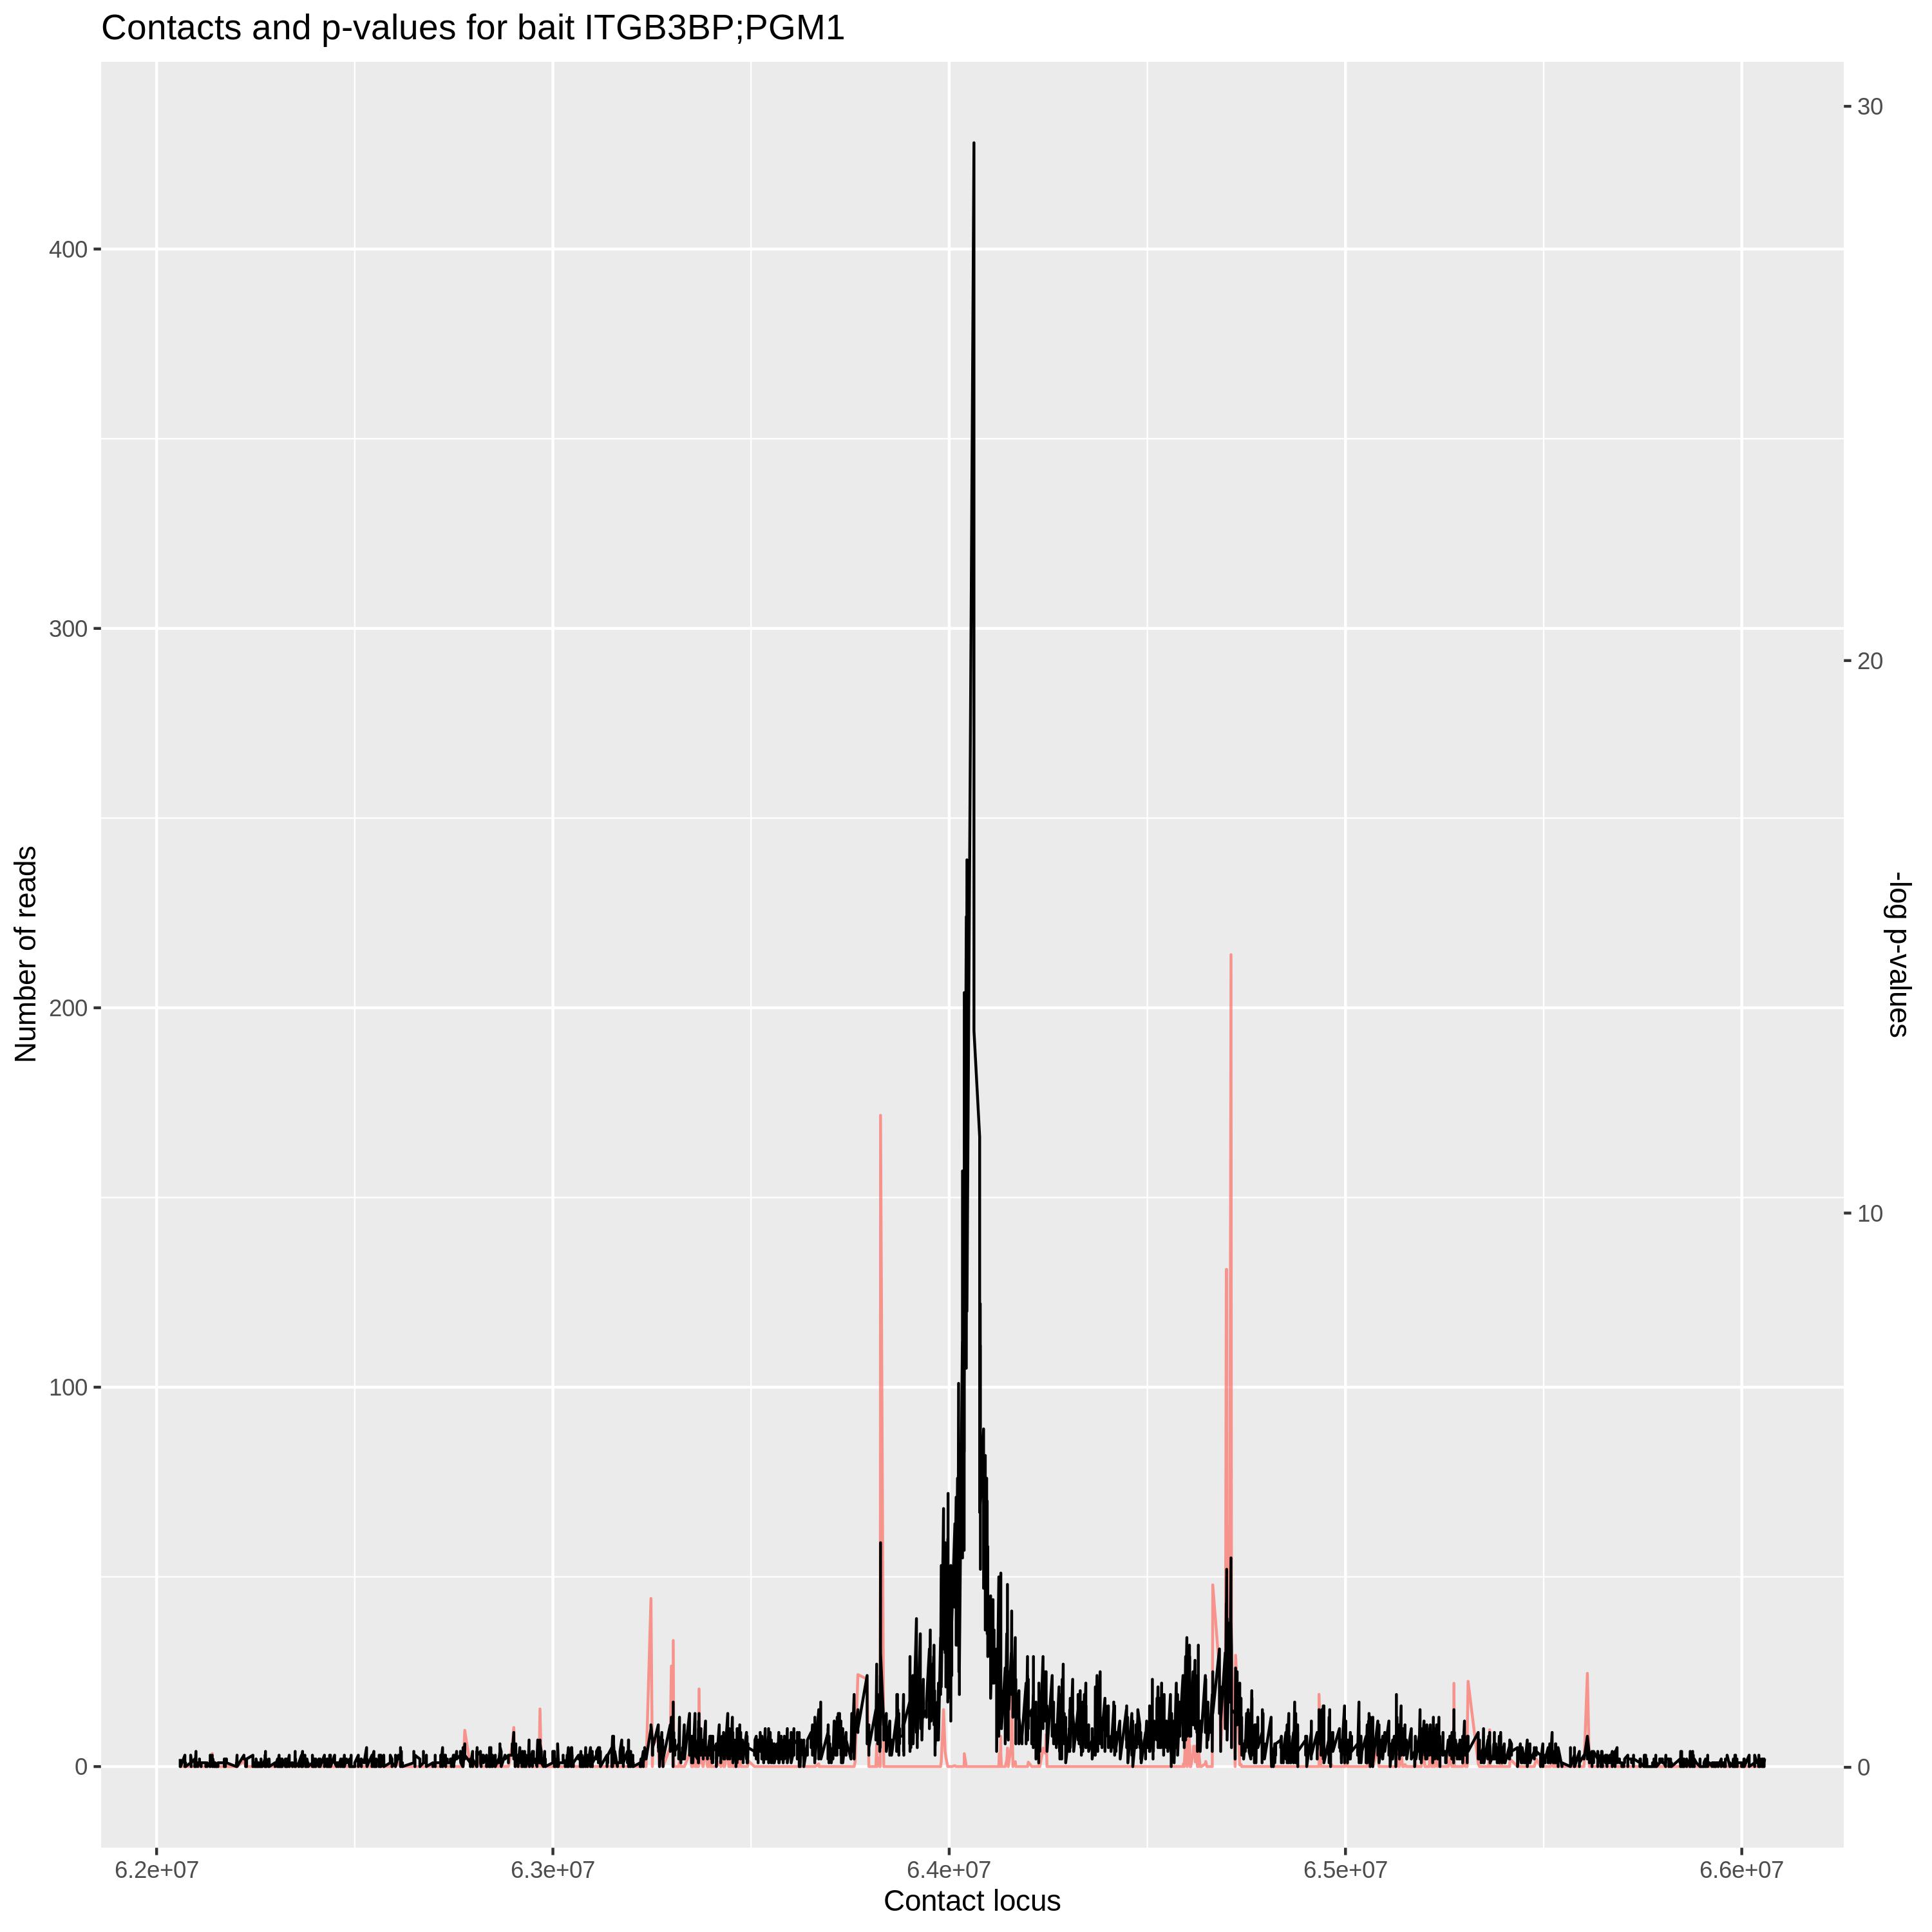 Contacts and p-values for bait ITGB3BP;PGM1
Number of reads
400
300
200
100
0
30
20
10
0
-log p-values
6.2e+07 6.3e+07 6.4e+07 6.5e+07 6.6e+07
Contact locus